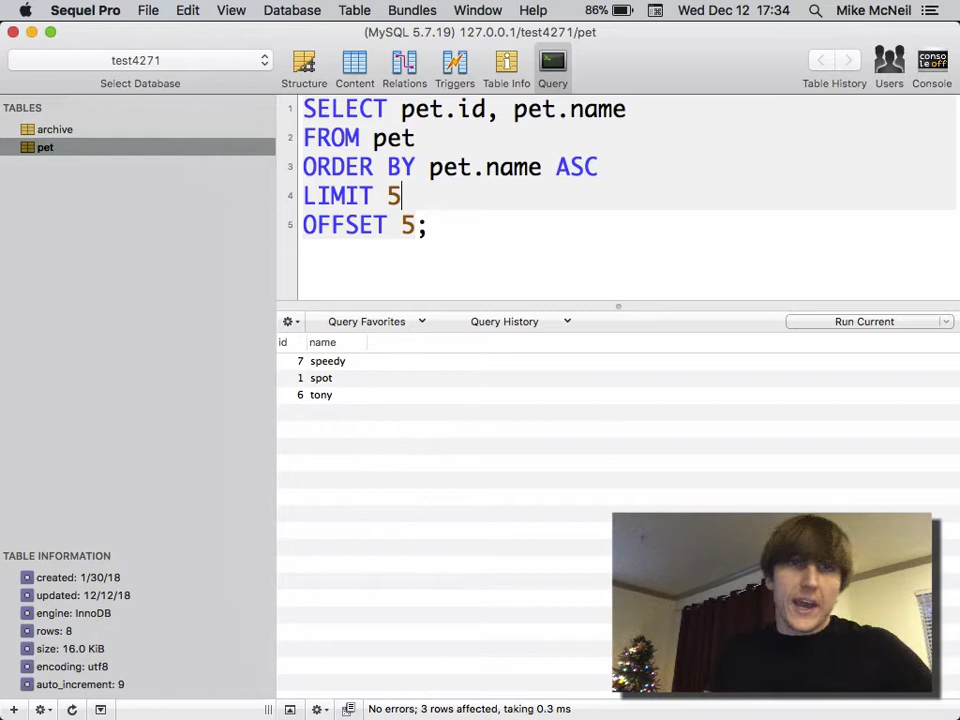 Sequel Pro File Edit View Database Table Bundles Window Help 86% Wed Dec 12 17:34 Mike McNeil
(MySQL 5.7.19) 127.0.0.1/test4271/pet
test4271
Select Database
Structure Content Relations Triggers Table Info Query Table History Users Console
conso
le off
TABLES
archive
pet
1 SELECT pet.id, pet.name
2 FROM pet
3 ORDER BY pet.name ASC
4 LIMIT 5
5 OFFSET 5;
Query Favorites Query History Run Current
id name
7 speedy
1 spot
6 tony
TABLE INFORMATION
created: 1/30/18
updated: 12/12/18
engine: InnoDB
rows: 8
size: 16.0 KiB
encoding: utf8
auto_increment: 9
No errors; 3 rows affected, taking 0.3 ms